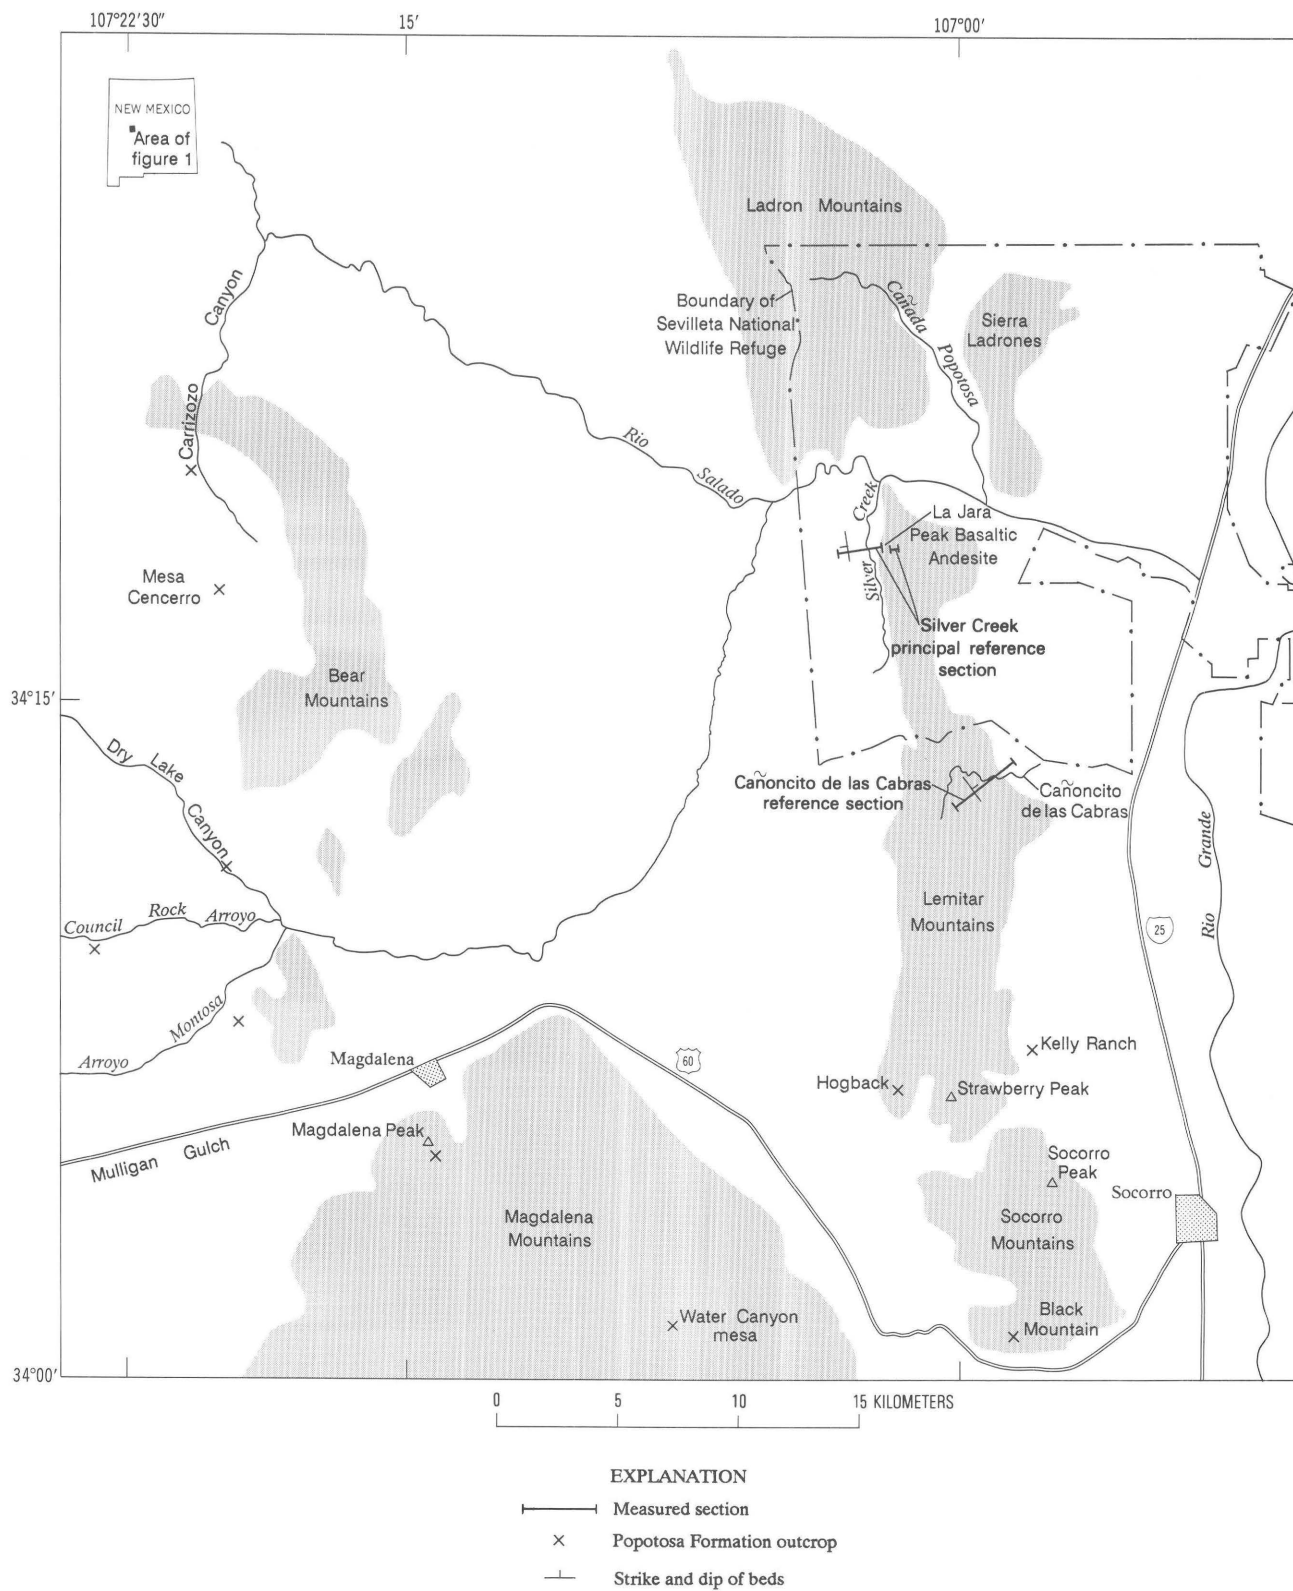 107°22'30"
15'
107°00'
NEW MEXICO
Area of
figure 1
Ladron Mountains
Canyon
Boundary of
Sevilleta National
Wildlife Refuge
Cañada
Popotosa
Sierra
Ladrones
Carrizozo
Rio
Salado
Creek
La Jara
Peak Basaltic
Andesite
Mesa
Cencerro
Silver
Silver Creek
principal reference
section
Bear
Mountains
34°15'
Dry Lake
Canyon
Cañoncito de las Cabras
reference section
Cañoncito
de las Cabras
Rio Grande
Lemitar
Mountains
Council Rock Arroyo
25
Arroyo Montosa
Magdalena
60
Kelly Ranch
Hogback
Strawberry Peak
Magdalena Peak
Mulligan Gulch
Socorro
Peak
Socorro
Magdalena
Mountains
Socorro
Mountains
Water Canyon
mesa
Black
Mountain
34°00'
0 5 10 15 KILOMETERS
EXPLANATION
Measured section
Popotosa Formation outcrop
Strike and dip of beds